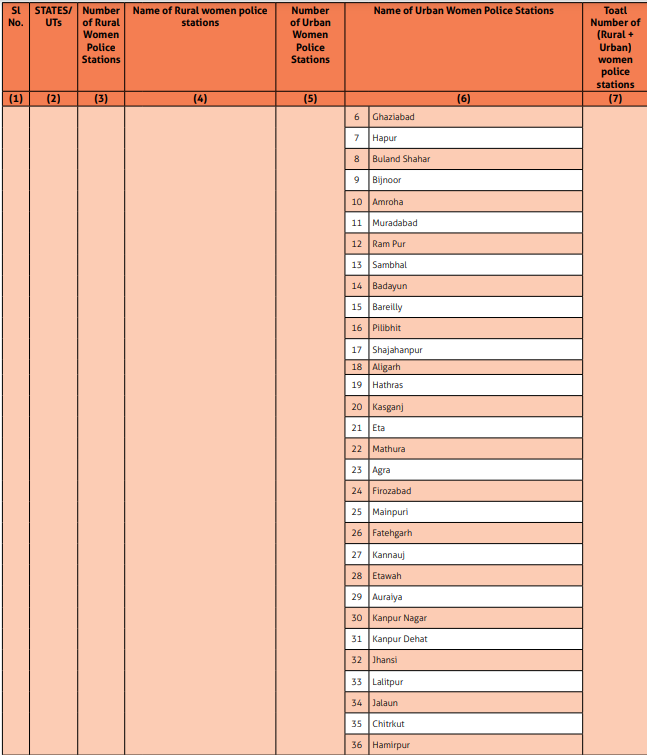 Sl No.
STATES/ UTs
Number of Rural Women Police Stations
Name of Rural women police stations
Number of Urban Women Police Stations
Name of Urban Women Police Stations
Toatl Number of (Rural + Urban) women police stations
(1) (2) (3) (4) (5) (6) (7)
6 Ghaziabad
7 Hapur
8 Buland Shahar
9 Bijnoor
10 Amroha
11 Muradabad
12 Ram Pur
13 Sambhal
14 Badayun
15 Bareilly
16 Pilibhit
17 Shajahanpur
18 Aligarh
19 Hathras
20 Kasganj
21 Eta
22 Mathura
23 Agra
24 Firozabad
25 Mainpuri
26 Fatehgarh
27 Kannauj
28 Etawah
29 Auraiya
30 Kanpur Nagar
31 Kanpur Dehat
32 Jhansi
33 Lalitpur
34 Jalaun
35 Chitrkut
36 Hamirpur